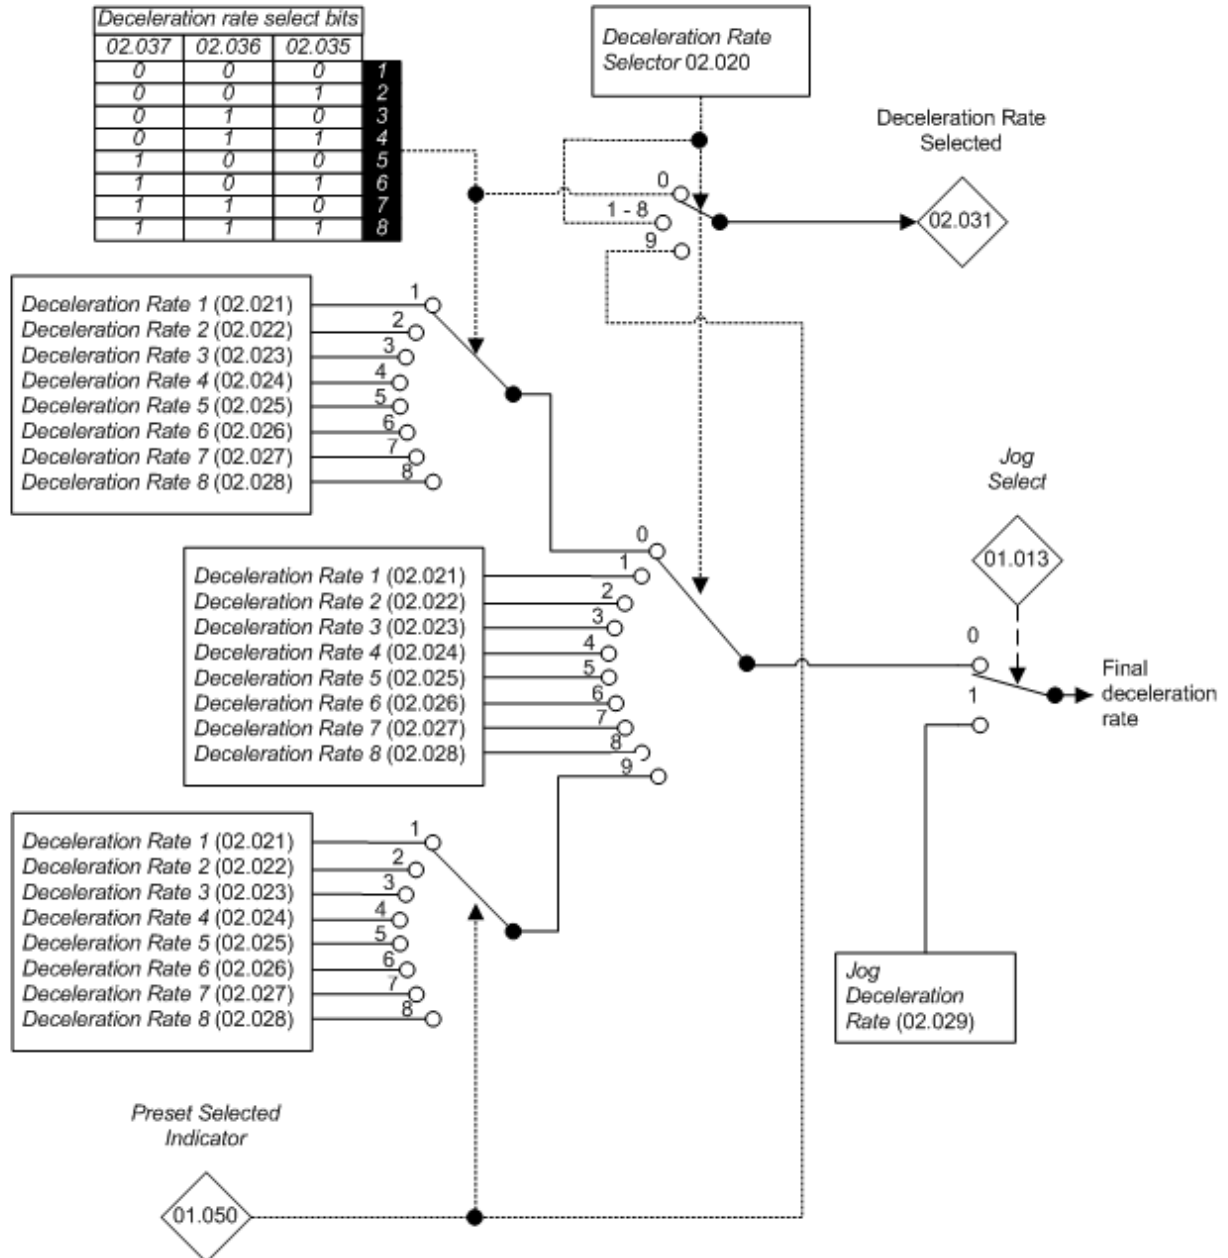 Deceleration rate select bits
02.037 02.036 02.035
0 0 0 1
0 0 1 2
0 1 0 3
0 1 1 4
1 0 0 5
1 0 1 6
1 1 0 7
1 1 1 8
Deceleration Rate
Selector 02.020
Deceleration Rate
Selected
0
1 - 8
9
02.031
Deceleration Rate 1 (02.021)
Deceleration Rate 2 (02.022)
Deceleration Rate 3 (02.023)
Deceleration Rate 4 (02.024)
Deceleration Rate 5 (02.025)
Deceleration Rate 6 (02.026)
Deceleration Rate 7 (02.027)
Deceleration Rate 8 (02.028)
1
2
3
4
5
6
7
8
Deceleration Rate 1 (02.021)
Deceleration Rate 2 (02.022)
Deceleration Rate 3 (02.023)
Deceleration Rate 4 (02.024)
Deceleration Rate 5 (02.025)
Deceleration Rate 6 (02.026)
Deceleration Rate 7 (02.027)
Deceleration Rate 8 (02.028)
0
1
2
3
4
5
6
7
8
9
Jog
Select
01.013
0
1
Final
deceleration
rate
Deceleration Rate 1 (02.021)
Deceleration Rate 2 (02.022)
Deceleration Rate 3 (02.023)
Deceleration Rate 4 (02.024)
Deceleration Rate 5 (02.025)
Deceleration Rate 6 (02.026)
Deceleration Rate 7 (02.027)
Deceleration Rate 8 (02.028)
1
2
3
4
5
6
7
8
Jog
Deceleration
Rate (02.029)
Preset Selected
Indicator
01.050